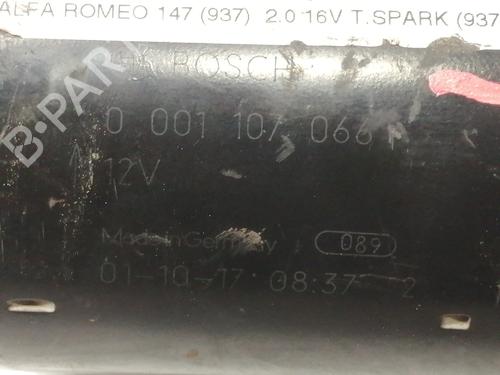 ALFA ROMEO 147 (937) 2.0 16V T.SPARK (937
BOSCH
0 001 107 066
12V
Made in Germany 089
01-10-17 08:37 2
B-PART